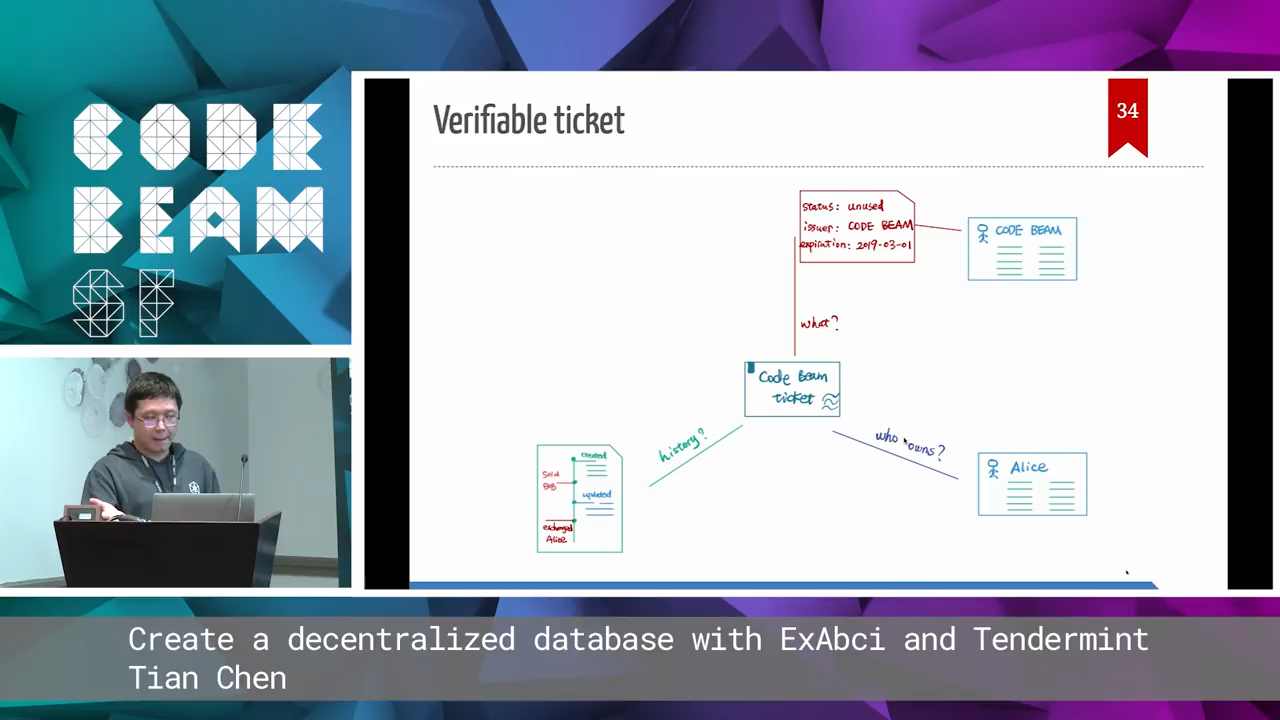 CODE
BEAM
SF
Verifiable ticket
34
status: unused
issuer: CODE BEAM
expiration: 2019-03-01
CODE BEAM
what?
Code Beam
ticket
history?
who owns?
created
Sold
updated
exchanged
Alice
Alice
Create a decentralized database with ExAbci and Tendermint
Tian Chen